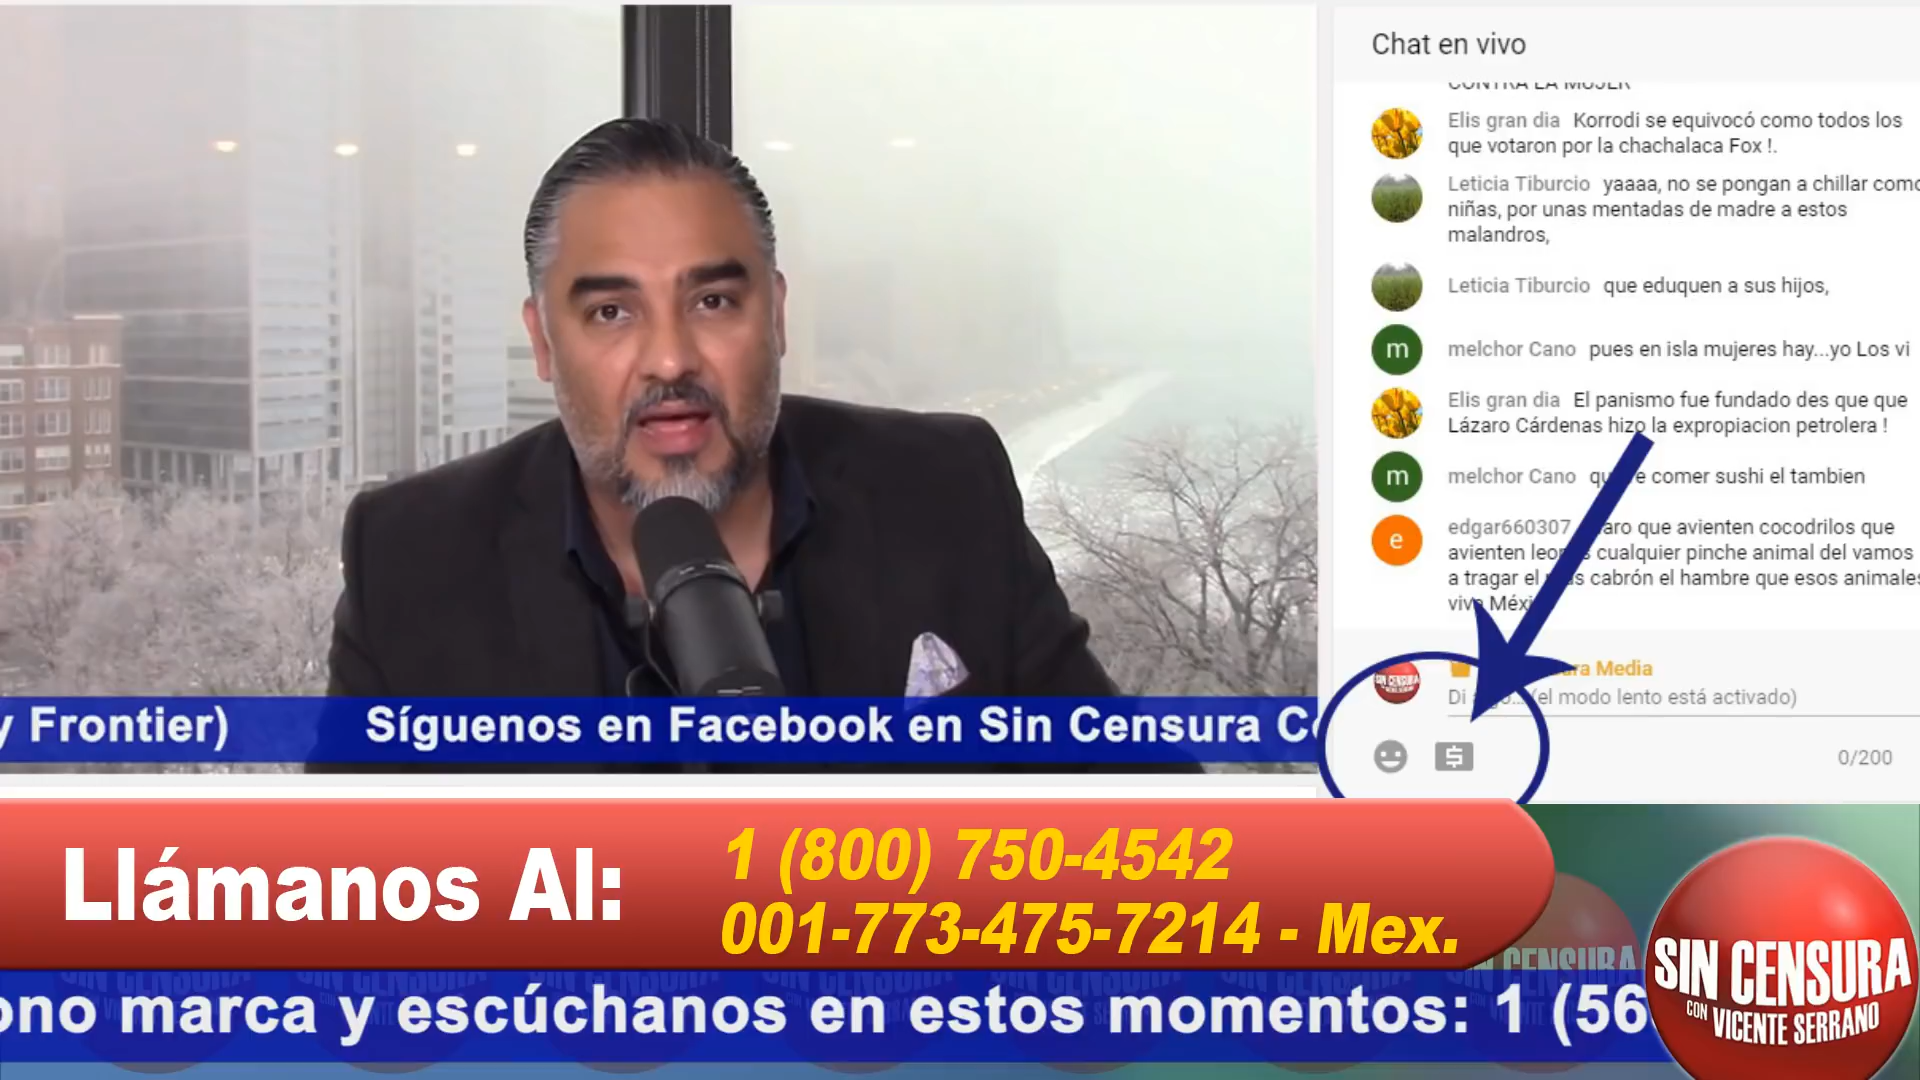 Chat en vivo
CONTRA LA MUJER
Elis gran dia Korrodi se equivocó como todos los
que votaron por la chachalaca Fox !.
Leticia Tiburcio yaaaa, no se pongan a chillar como
niñas, por unas mentadas de madre a estos
malandros,
Leticia Tiburcio que eduquen a sus hijos,
m melchor Cano pues en isla mujeres hay...yo Los vi
Elis gran dia El panismo fue fundado des que que
Lázaro Cárdenas hizo la expropiacion petrolera !
m melchor Cano comer sushi el tambien
e edgar660307 que avienten cocodrilos que
avienten cualquier pinche animal del vamos
a tragar el cabrón el hambre que esos animales
SIN CENSURA
Media
Di (el modo lento está activado)
0/200
y Frontier) Síguenos en Facebook en Sin Censura
Llámanos Al:
1 (800) 750-4542
001-773-475-7214 - Mex.
ono marca y escúchanos en estos momentos: 1 (56
SIN CENSURA
CON VICENTE SERRANO